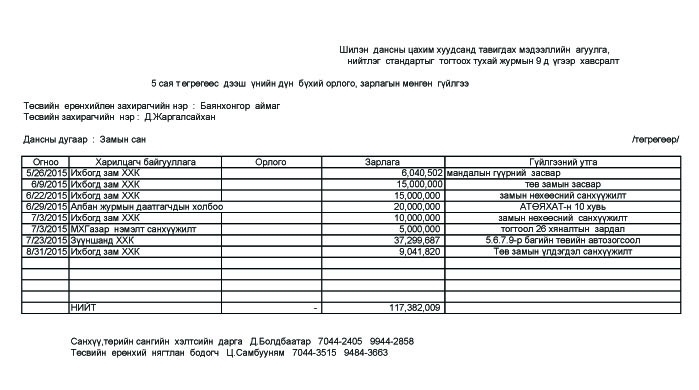 Шилэн дансны цахим хуудсанд тавигдах мэдээллийн агуулга,
нийтлэг стандартыг тогтоох тухай журмын 9 д үгээр хавсралт
5 сая төгрөгөөс дээш үнийн дүн бүхий орлого, зарлагын мөнгөн гүйлгээ
Төсвийн ерөнхийлөн захирагчийн нэр : Баянхонгор аймаг
Төсвийн захирагчийн нэр : Д.Жаргалсайхан
Дансны дугаар : Замын сан /төгрөгөөр/
Огноо Харилцагч байгууллага Орлого Зарлага Гүйлгээний утга
5/26/2015 Ихбогд зам ХХК 6,040,502 мандалын гүүрний засвар
6/9/2015 Ихбогд зам ХХК 15,000,000 төв замын засвар
6/22/2015 Ихбогд зам ХХК 15,000,000 замын нөхөөсний санхүүжилт
6/29/2015 Албан журмын даатгагчдын холбоо 20,000,000 АТӨЯХАТ-н 10 хувь
7/3/2015 Ихбогд зам ХХК 10,000,000 замын нөхөөсний санхүүжилт
7/3/2015 МХГазар нэмэлт санхүүжилт 5,000,000 тогтоол 26 хяналтын зардал
7/23/2015 Зүүншанд ХХК 37,299,687 5.6.7.9-р багийн төвийн автозогсоол
8/31/2015 Ихбогд зам ХХК 9,041,820 Төв замын үлдэгдэл санхүүжилт
НИЙТ - 117,382,009
Санхүү,төрийн сангийн хэлтсийн дарга Д.Болдбаатар 7044-2405 9944-2858
Төсвийн ерөнхий нягтлан бодогч Ц.Самбууням 7044-3515 9484-3663